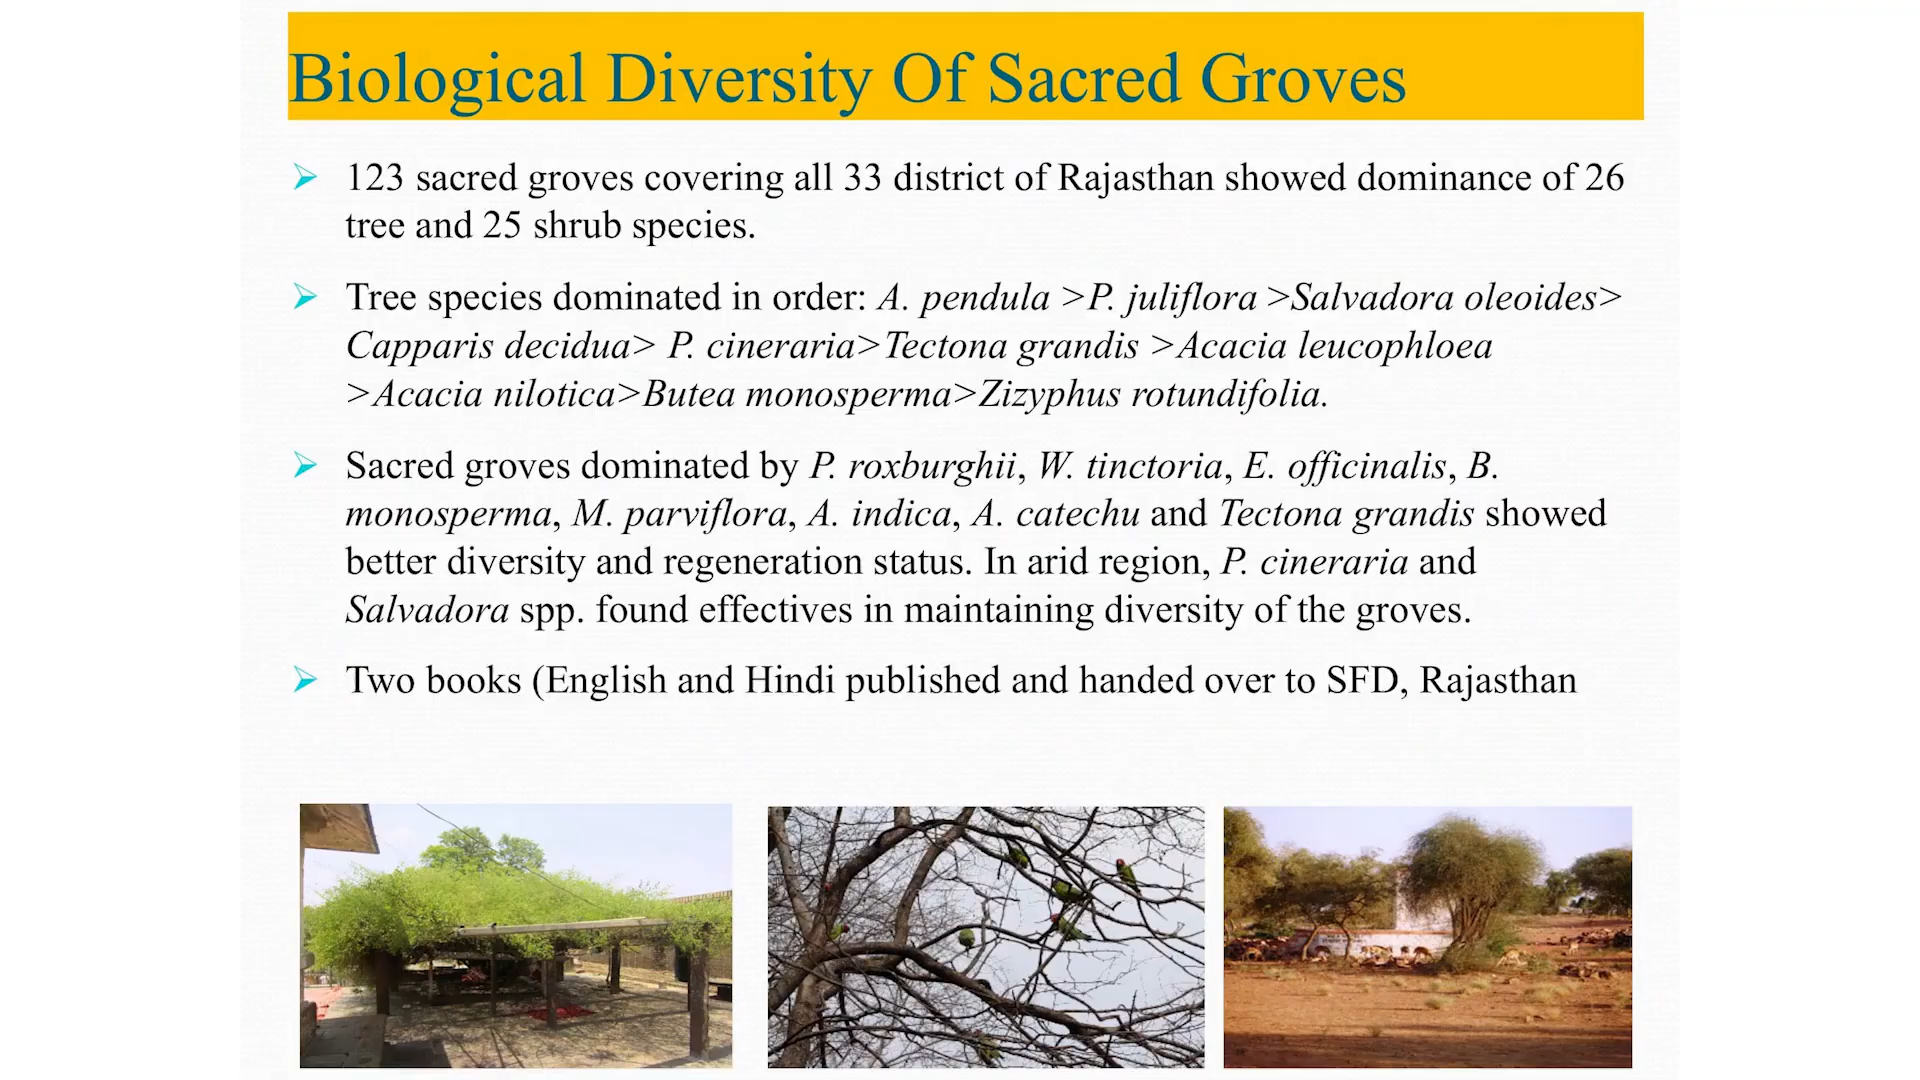 Biological Diversity Of Sacred Groves
123 sacred groves covering all 33 district of Rajasthan showed dominance of 26
tree and 25 shrub species.
Tree species dominated in order: A. pendula >P. juliflora >Salvadora oleoides>
Capparis decidua> P. cineraria>Tectona grandis >Acacia leucophloea
>Acacia nilotica>Butea monosperma>Zizyphus rotundifolia.
Sacred groves dominated by P. roxburghii, W. tinctoria, E. officinalis, B.
monosperma, M. parviflora, A. indica, A. catechu and Tectona grandis showed
better diversity and regeneration status. In arid region, P. cineraria and
Salvadora spp. found effectives in maintaining diversity of the groves.
Two books (English and Hindi published and handed over to SFD, Rajasthan